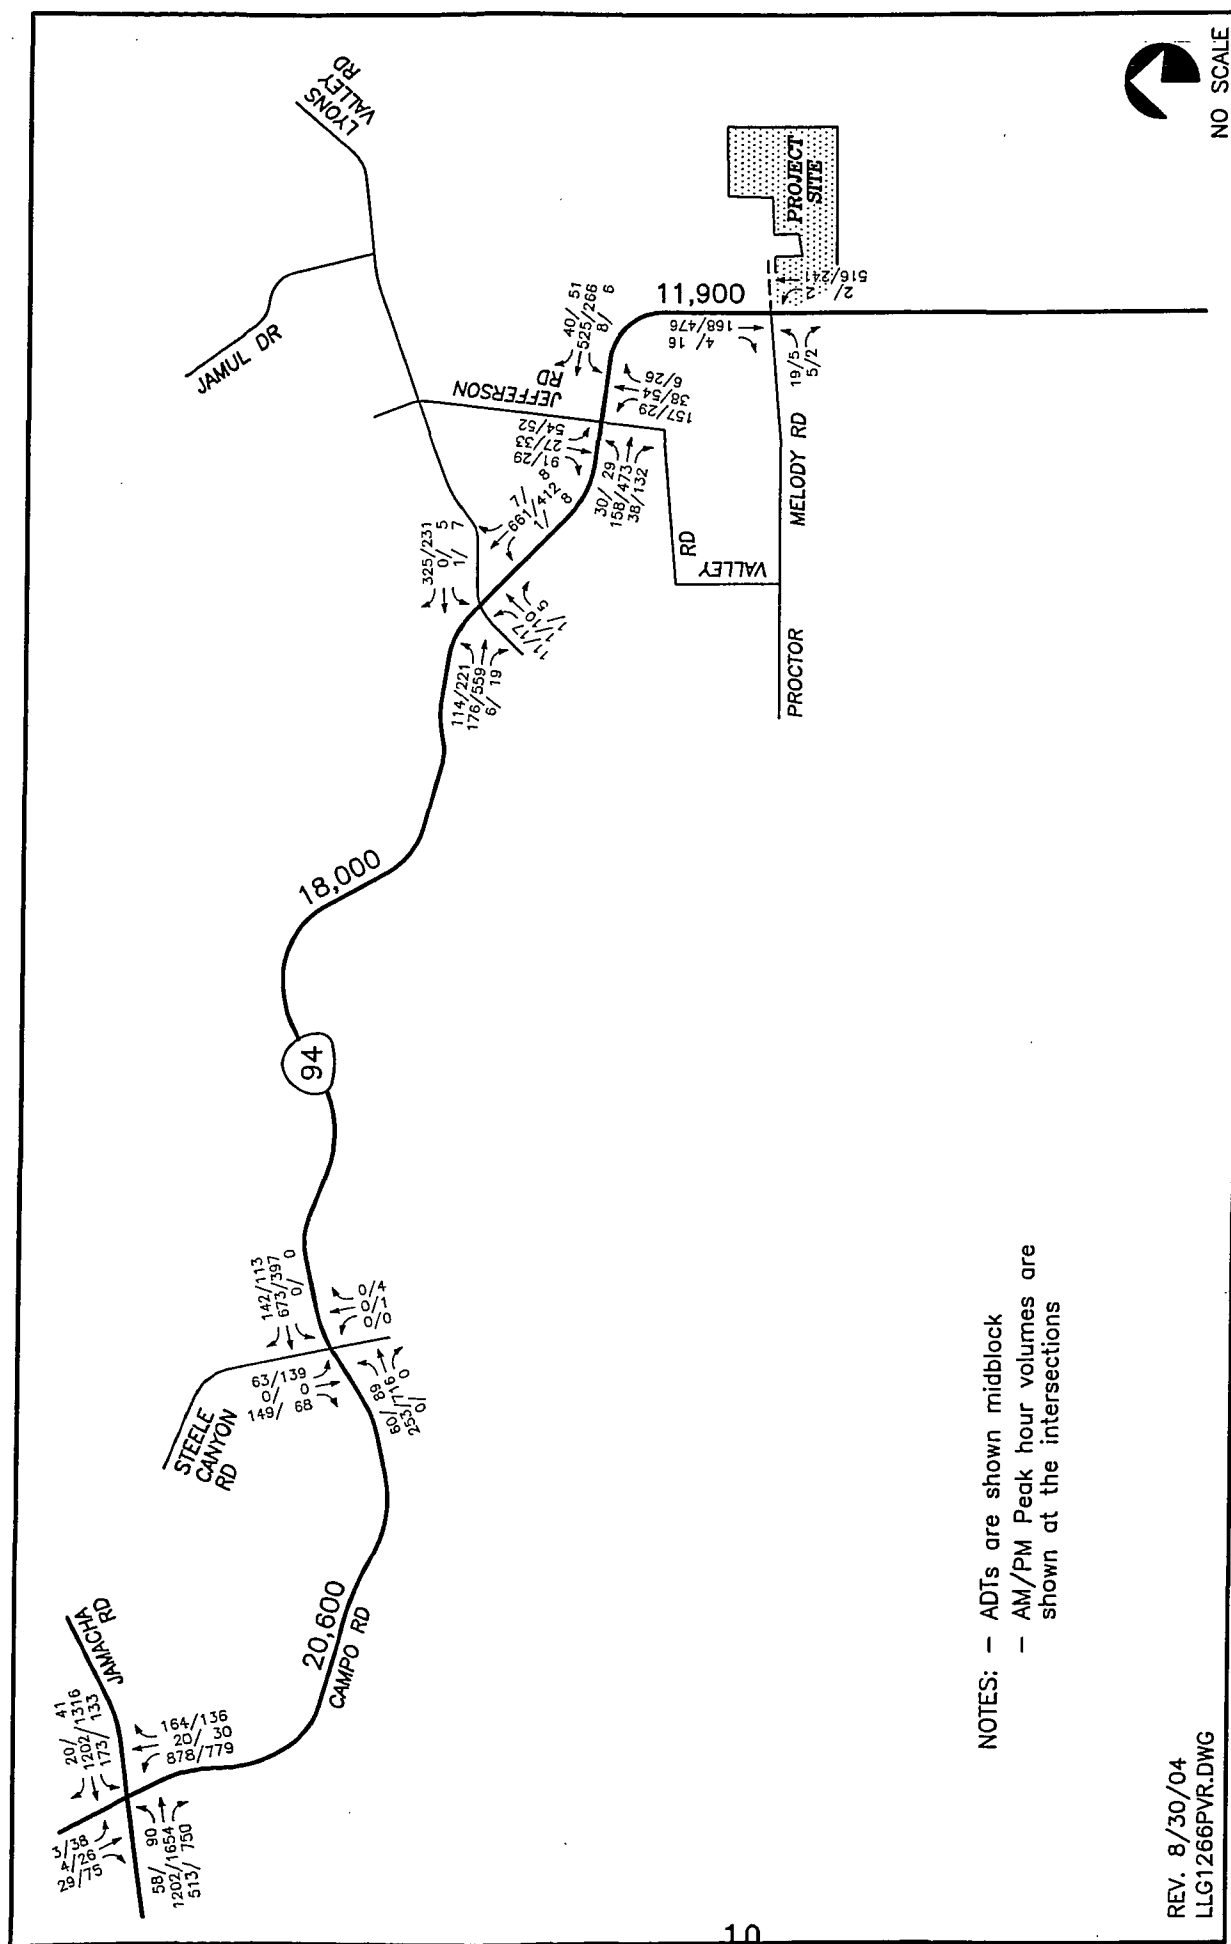 LYONS
VALLEY
RD
JAMUL DR
JEFFERSON
RD
PROJECT
SITE
NO SCALE
11,900
40/ 51
525/266
8/ 6
6/26
38/54
157/29
54/52
27/33
91/29
30/ 29
158/473
38/132
4/ 16
168/476
2/ 2
516/241
19/5
5/2
MELODY RD
PROCTOR
VALLEY
RD
7/ 8
661/412
1/ 8
325/231
0/ 5
1/ 7
11/17
1/10
1/ 5
114/221
176/559
6/ 19
18,000
94
142/113
673/397
0/ 0
0/4
0/1
0/0
63/139
0/ 0
149/ 68
60/ 89
253/716
0/ 0
STEELE
CANYON
RD
20,600
CAMPO RD
JAMACHA
RD
20/ 41
1202/1316
173/ 133
164/136
20/ 30
878/779
3/38
4/26
29/75
58/ 90
1202/1654
513/ 750
NOTES: – ADTs are shown midblock
– AM/PM Peak hour volumes are
shown at the intersections
REV. 8/30/04
LLG1266PVR.DWG
10